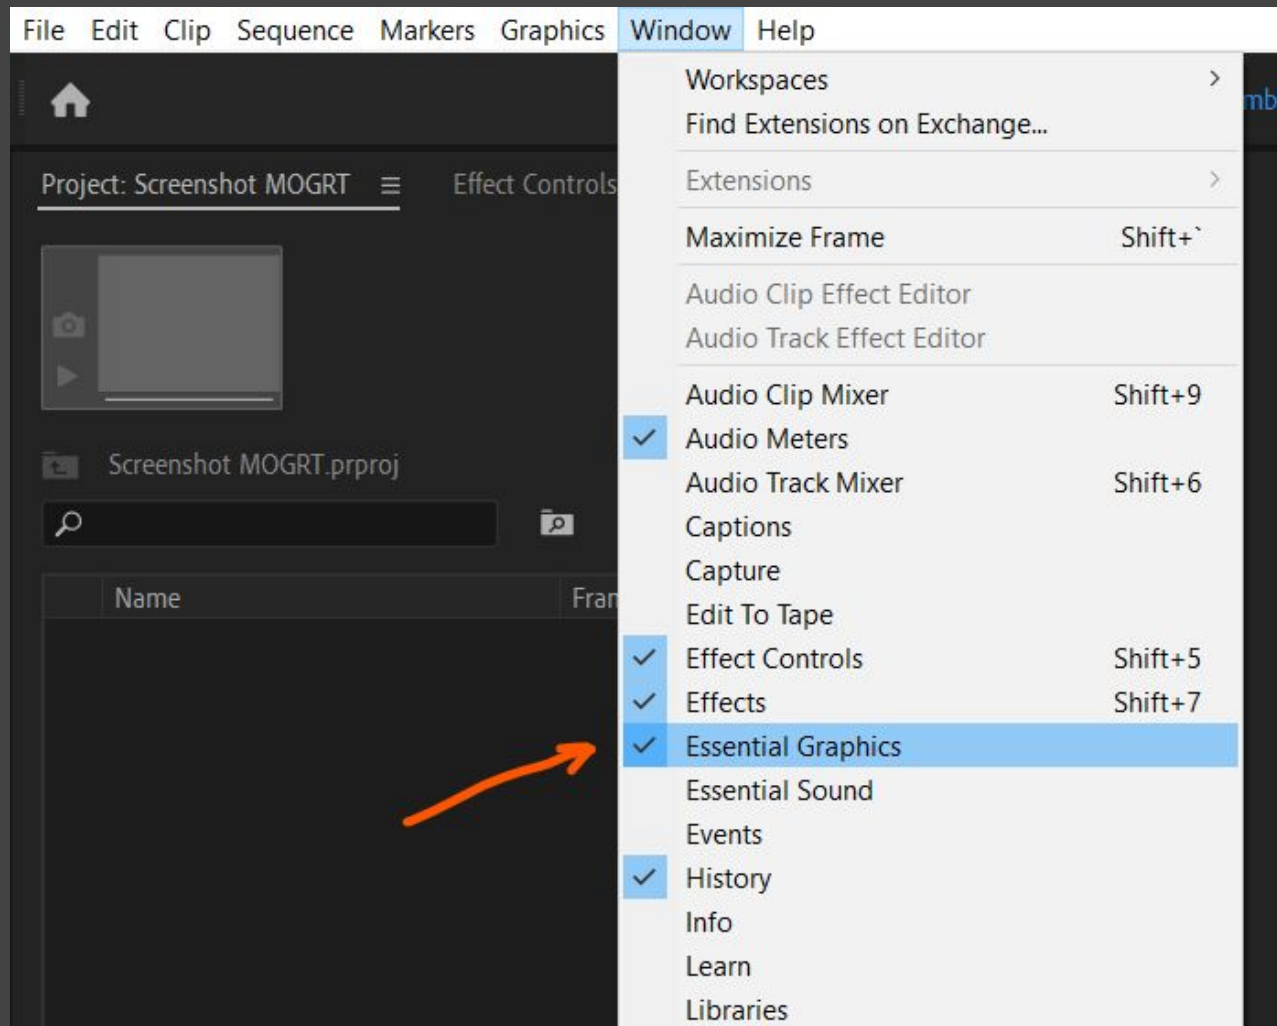 File Edit Clip Sequence Markers Graphics Window Help
Workspaces
Find Extensions on Exchange...
Extensions
Maximize Frame Shift+`
Audio Clip Effect Editor
Audio Track Effect Editor
Audio Clip Mixer Shift+9
Audio Meters
Audio Track Mixer Shift+6
Captions
Capture
Edit To Tape
Effect Controls Shift+5
Effects Shift+7
Essential Graphics
Essential Sound
Events
History
Info
Learn
Libraries
Project: Screenshot MOGRT Effect Controls
Screenshot MOGRT.prproj
Name